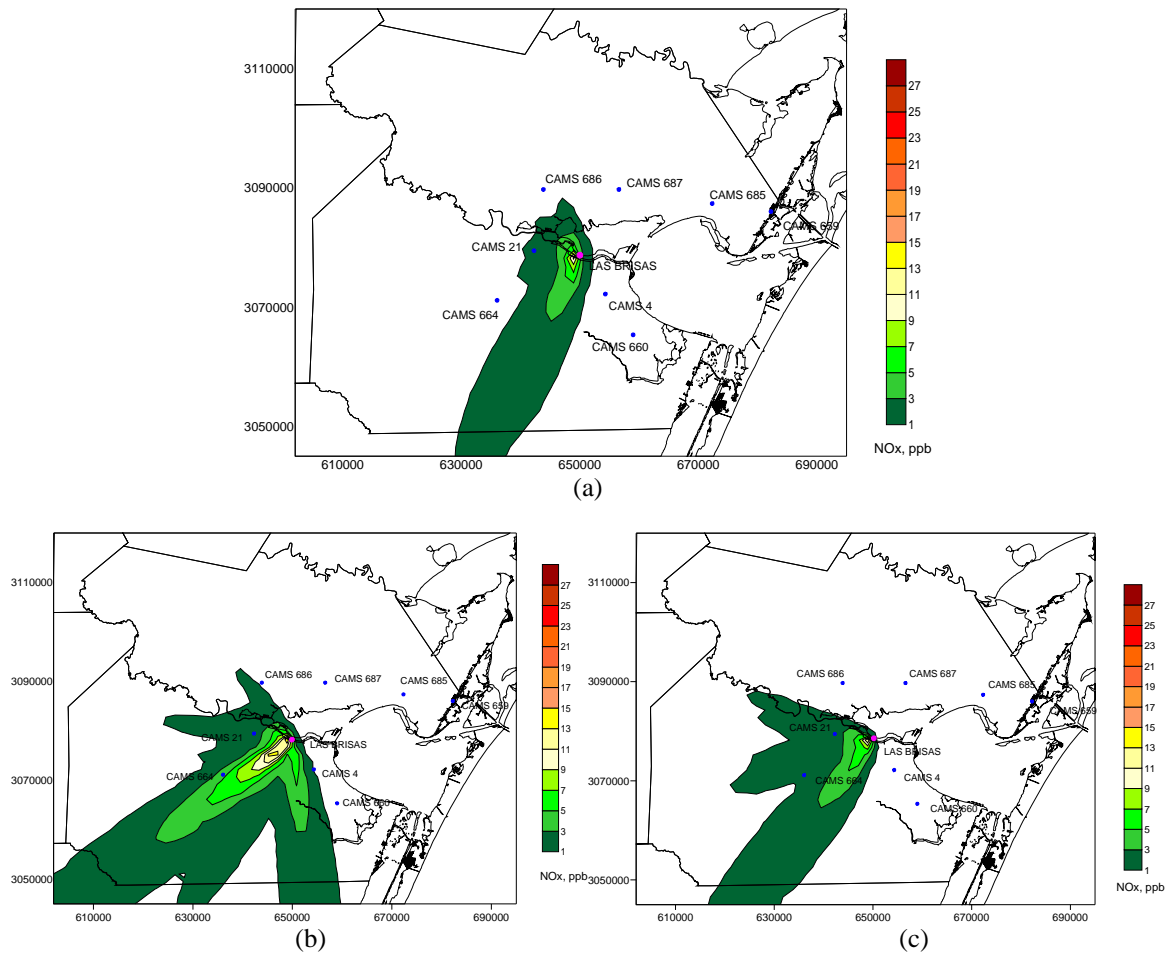 3110000
3090000
3070000
3050000
610000 630000 650000 670000 690000
CAMS 686
CAMS 687
CAMS 685
CAMS 659
CAMS 21
LAS BRISAS
CAMS 664
CAMS 4
CAMS 660
27
25
23
21
19
17
15
13
11
9
7
5
3
1
NOx, ppb
(a)
3110000
3090000
3070000
3050000
610000 630000 650000 670000 690000
CAMS 686
CAMS 687
CAMS 685
CAMS 659
CAMS 21
LAS BRISAS
CAMS 664
CAMS 4
CAMS 660
27
25
23
21
19
17
15
13
11
9
7
5
3
1
NOx, ppb
(b)
3110000
3090000
3070000
3050000
610000 630000 650000 670000 690000
CAMS 686
CAMS 687
CAMS 685
CAMS 659
CAMS 21
LAS BRISAS
CAMS 664
CAMS 4
CAMS 660
27
25
23
21
19
17
15
13
11
9
7
5
3
1
NOx, ppb
(c)